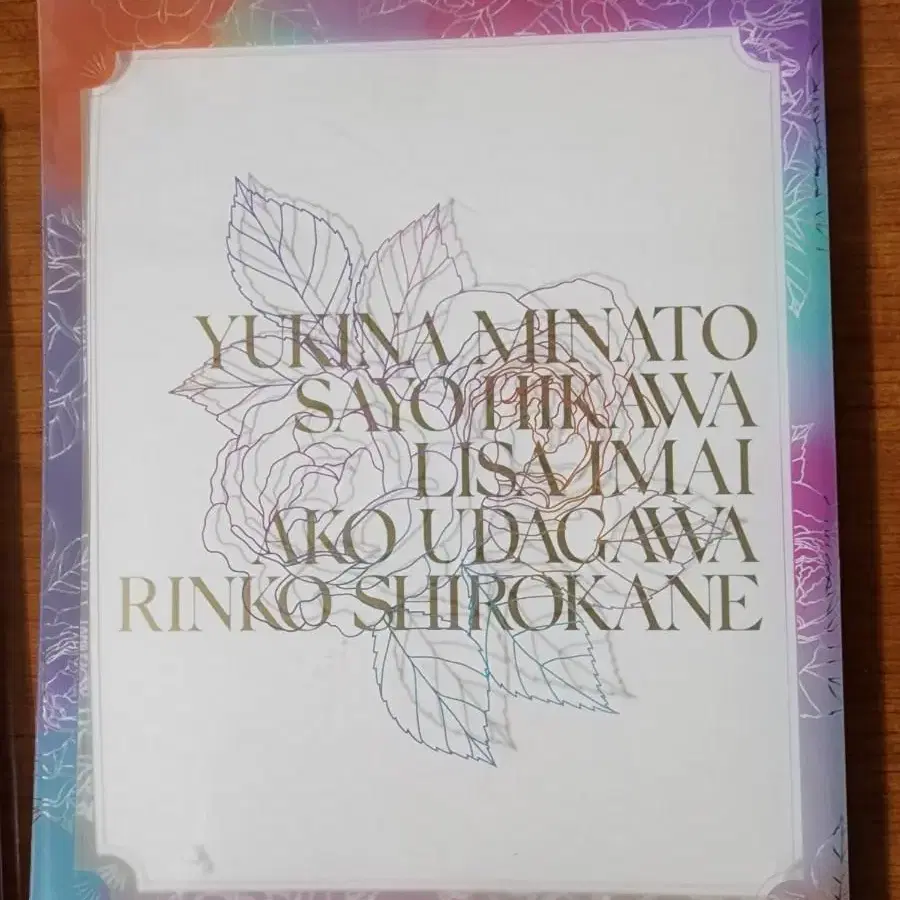 YUKINA MINATO
SAYO HIKAWA
LISA IMAI
AKO UDAGAWA
RINKO SHIROKANE